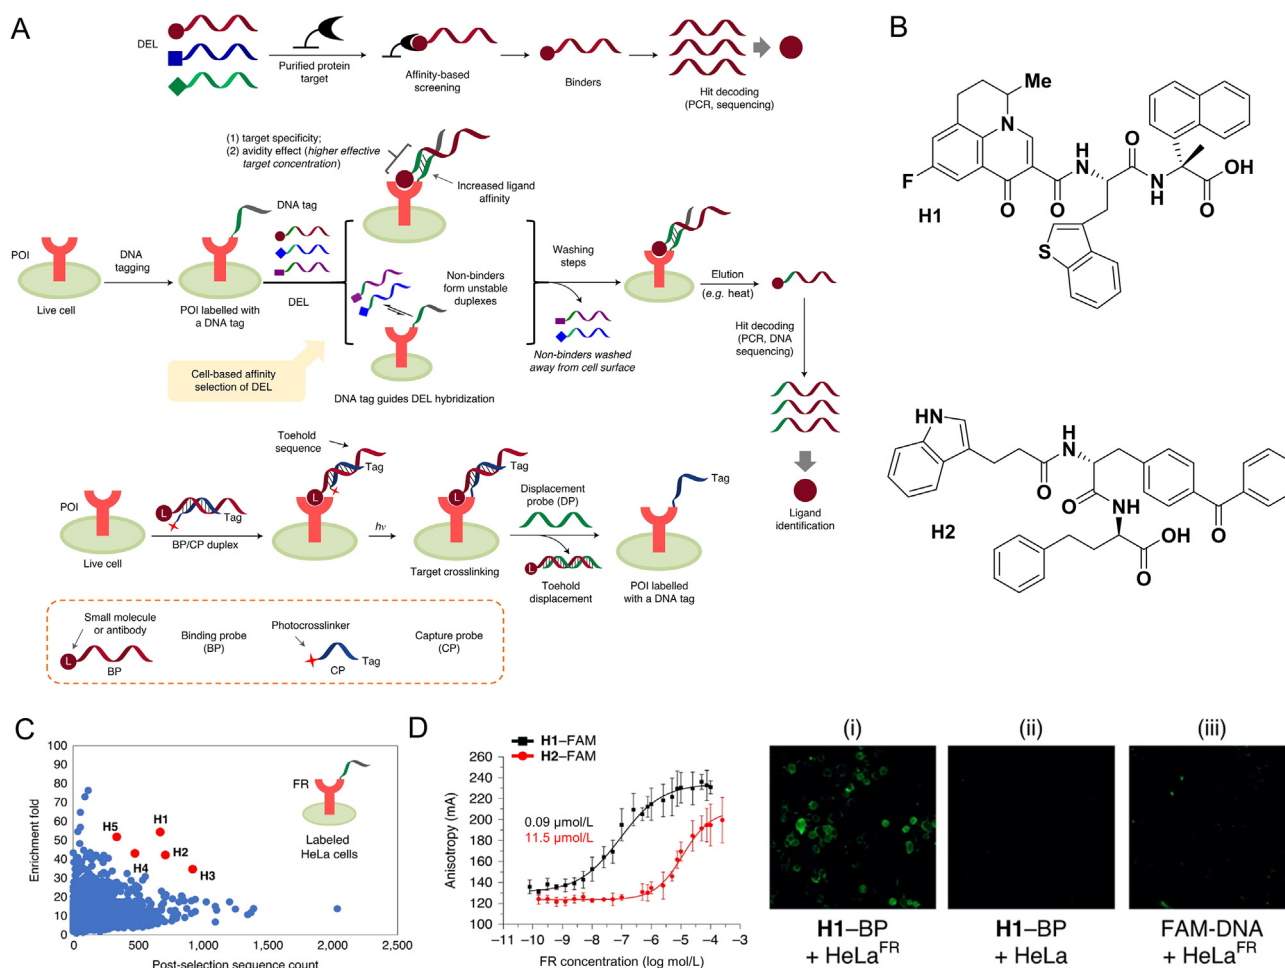 A
DEL
Purified protein
target
Affinity-based
screening
Binders
Hit decoding
(PCR, sequencing)
(1) target specificity;
(2) avidity effect (higher effective
target concentration)
Increased ligand
affinity
DNA tag
POI
DNA
tagging
Live cell
POI labelled with
a DNA tag
DEL
Non-binders
form unstable
duplexes
Washing
steps
Elution
(e.g. heat)
Non-binders washed
away from cell surface
Hit decoding
(PCR, DNA
sequencing)
Cell-based affinity
selection of DEL
DNA tag guides DEL hybridization
Ligand
identification
Toehold
sequence
Tag
Tag
Tag
Tag
POI
L
L
L
L
BP/CP duplex
hν
Displacement
probe (DP)
Live cell
Target crosslinking
Toehold
displacement
POI labelled
with a DNA tag
Small molecule
or antibody
L
BP
Binding probe
(BP)
Photocrosslinker
CP
Tag
Capture probe
(CP)
B
Me
N
F
O
O
H
N
O
N
H
OH
O
S
H1
HN
H
N
O
O
NH
O
OH
O
H2
C
Enrichment fold
100
90
80
70
60
50
40
30
20
10
0
H5
H1
H4
H2
H3
FR
Labeled
HeLa cells
0
500
1,000
1,500
2,000
2,500
Post-selection sequence count
D
H1–FAM
H2–FAM
Anisotropy (mA)
260
240
220
200
180
160
140
120
100
0.09 μmol/L
11.5 μmol/L
−11 −10 −9 −8 −7 −6 −5 −4 −3
FR concentration (log mol/L)
(i)
(ii)
(iii)
H1–BP
+ HeLaFR
H1–BP
+ HeLa
FAM-DNA
+ HeLaFR